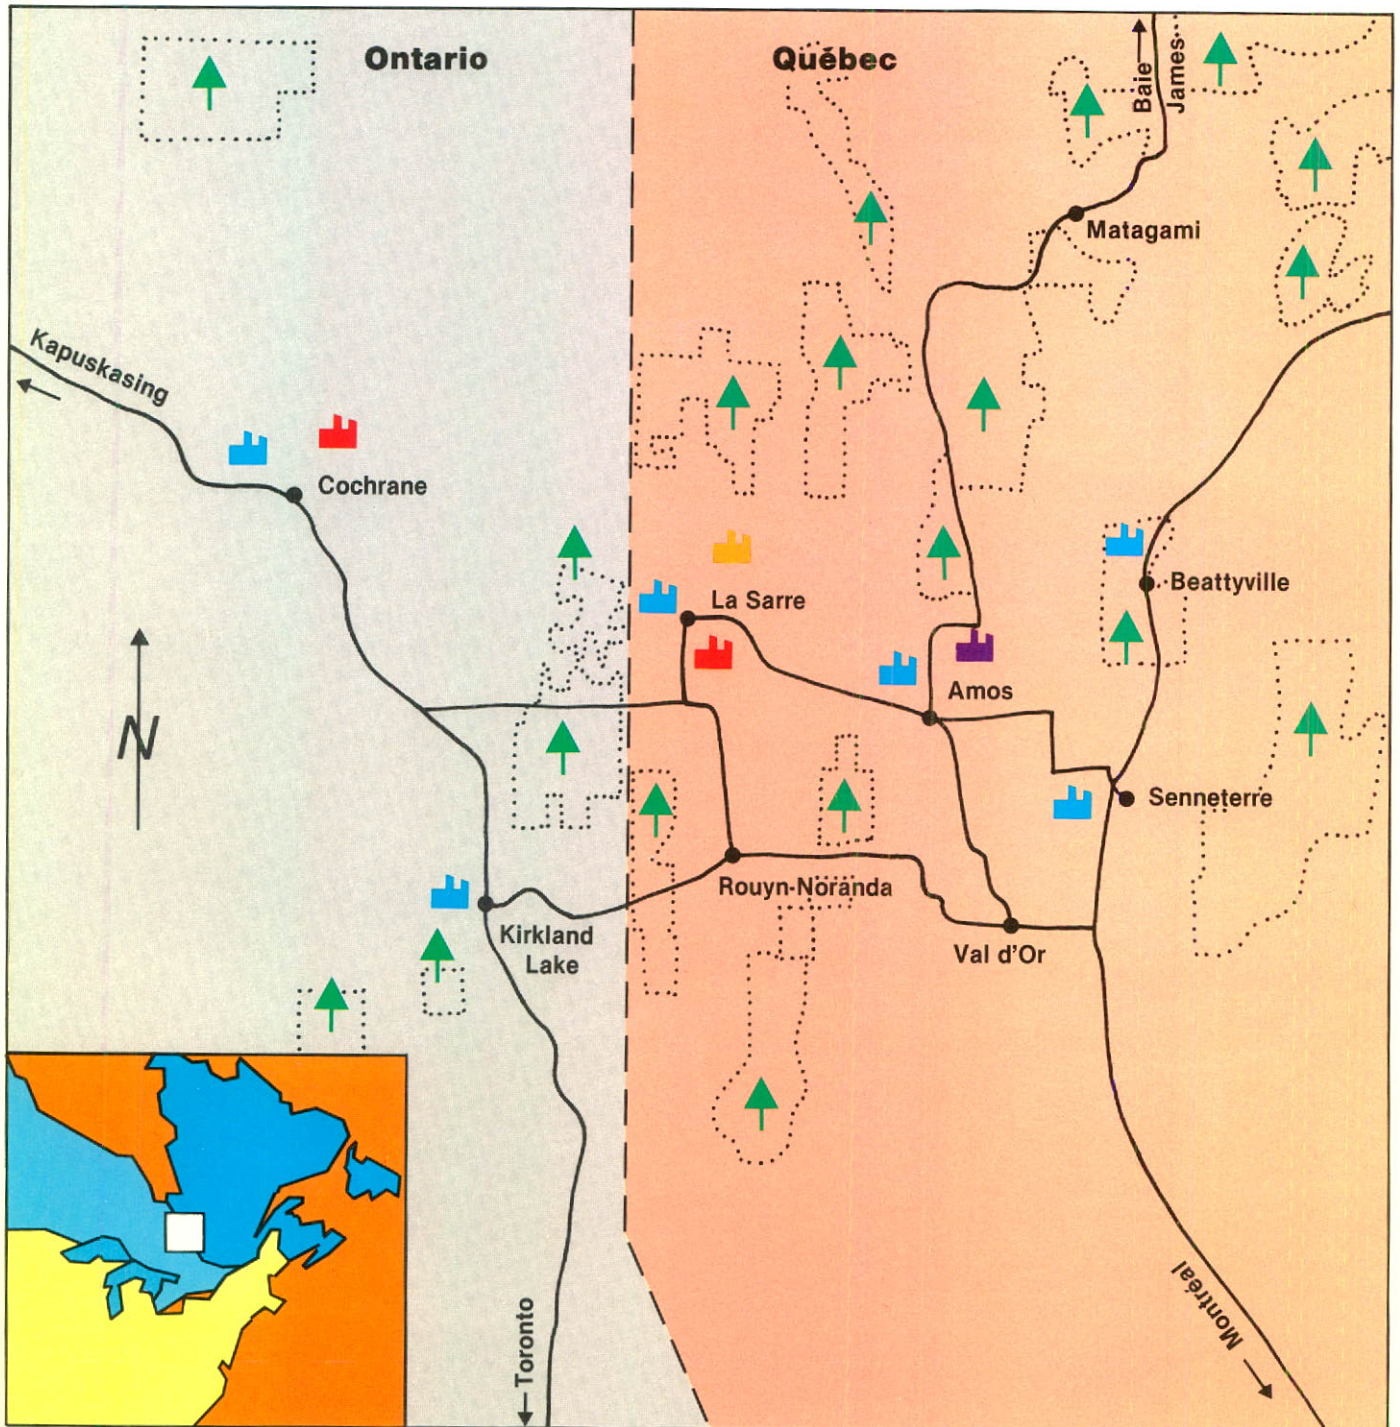 Ontario
Québec
Baie
James
Matagami
Kapuskasing
Cochrane
La Sarre
Beattyville
Amos
N
Senneterre
Rouyn-Noranda
Kirkland
Lake
Val d'Or
Montréal
Toronto